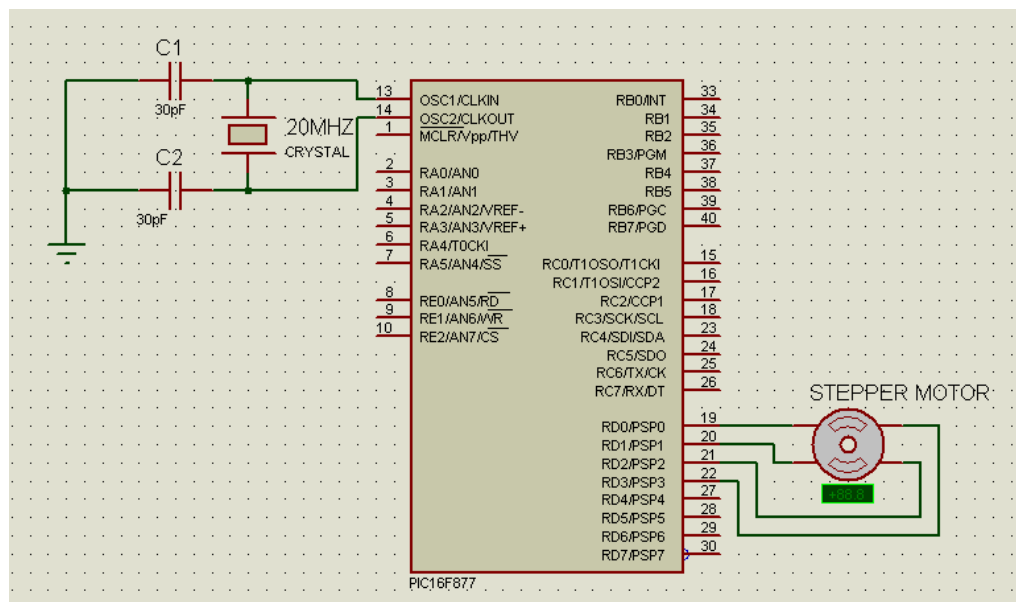 C1
30pF
20MHZ
CRYSTAL
C2
30pF
13 OSC1/CLKIN
14 OSC2/CLKOUT
1 MCLR/Vpp/THV
2 RA0/AN0
3 RA1/AN1
4 RA2/AN2/VREF-
5 RA3/AN3/VREF+
6 RA4/T0CKI
7 RA5/AN4/SS
8 RE0/AN5/RD
9 RE1/AN6/WR
10 RE2/AN7/CS
RB0/INT 33
RB1 34
RB2 35
RB3/PGM 36
RB4 37
RB5 38
RB6/PGC 39
RB7/PGD 40
RC0/T1OSO/T1CKI 15
RC1/T1OSI/CCP2 16
RC2/CCP1 17
RC3/SCK/SCL 18
RC4/SDI/SDA 23
RC5/SDO 24
RC6/TX/CK 25
RC7/RX/DT 26
RD0/PSP0 19
RD1/PSP1 20
RD2/PSP2 21
RD3/PSP3 22
RD4/PSP4 27
RD5/PSP5 28
RD6/PSP6 29
RD7/PSP7 30
PIC16F877
STEPPER MOTOR
+88.8